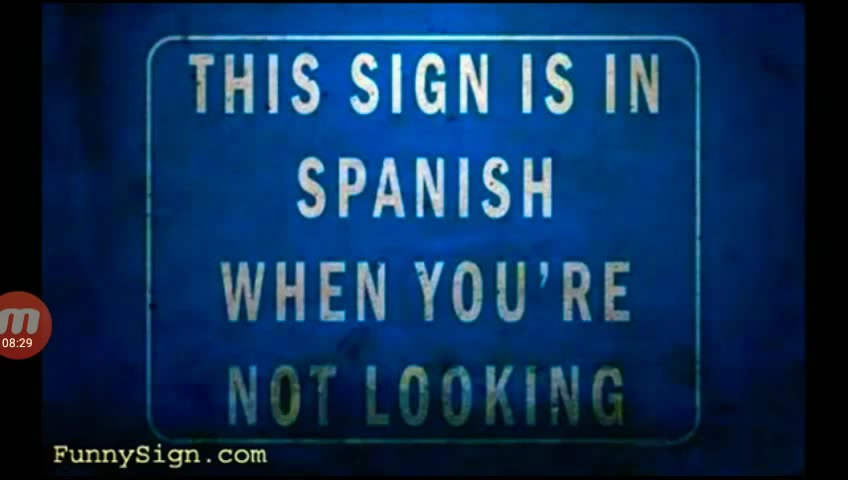 THIS SIGN IS IN
SPANISH
WHEN YOU'RE
NOT LOOKING
FunnySign.com
08:29